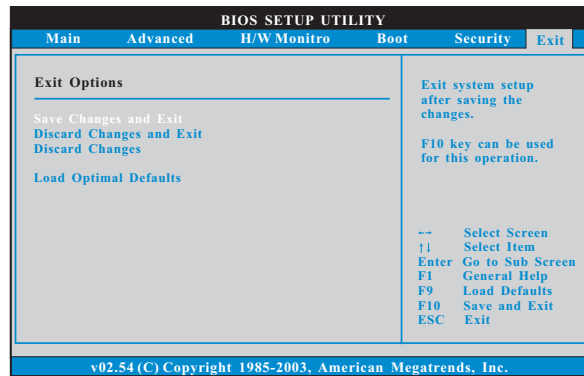 BIOS SETUP UTILITY
Main Advanced H/W Monitro Boot Security Exit
Exit Options
Save Changes and Exit
Discard Changes and Exit
Discard Changes
Load Optimal Defaults
Exit system setup
after saving the
changes.
F10 key can be used
for this operation.
←→ Select Screen
↑↓ Select Item
Enter Go to Sub Screen
F1 General Help
F9 Load Defaults
F10 Save and Exit
ESC Exit
v02.54 (C) Copyright 1985-2003, American Megatrends, Inc.